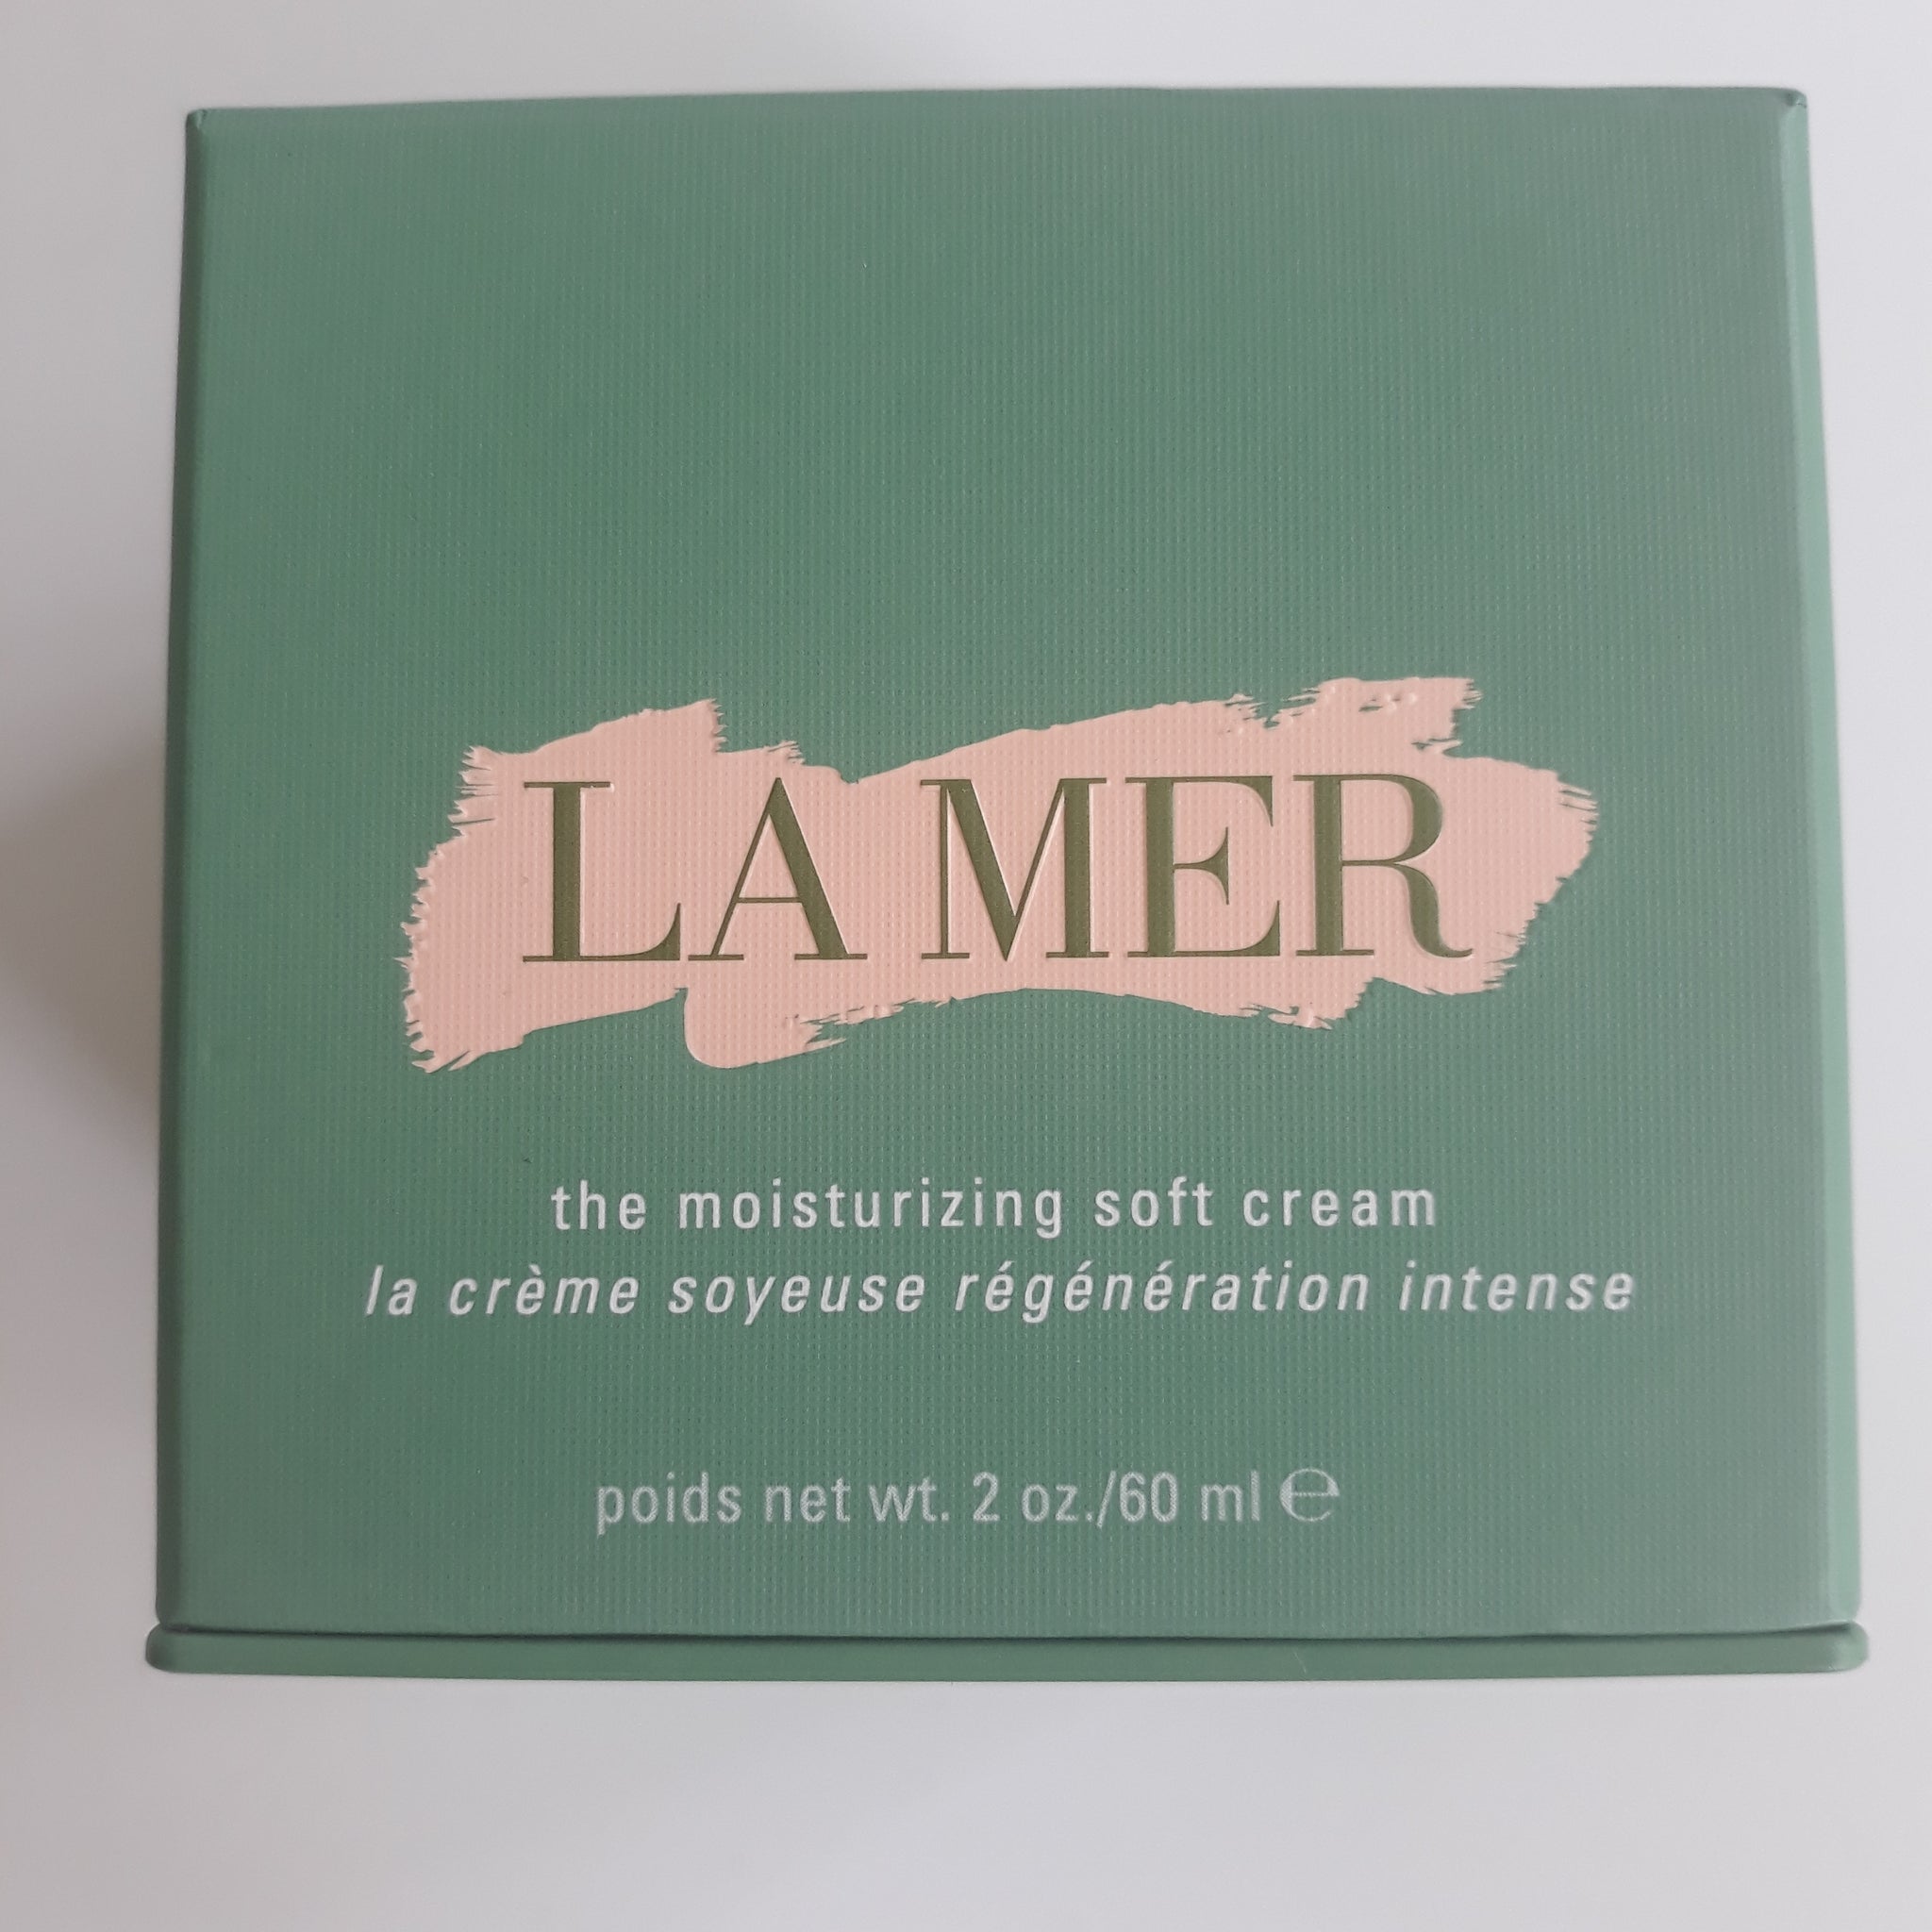 LA MER
the moisturizing soft cream
la crème soyeuse régénération intense
poids net wt. 2 oz./60 ml ℮